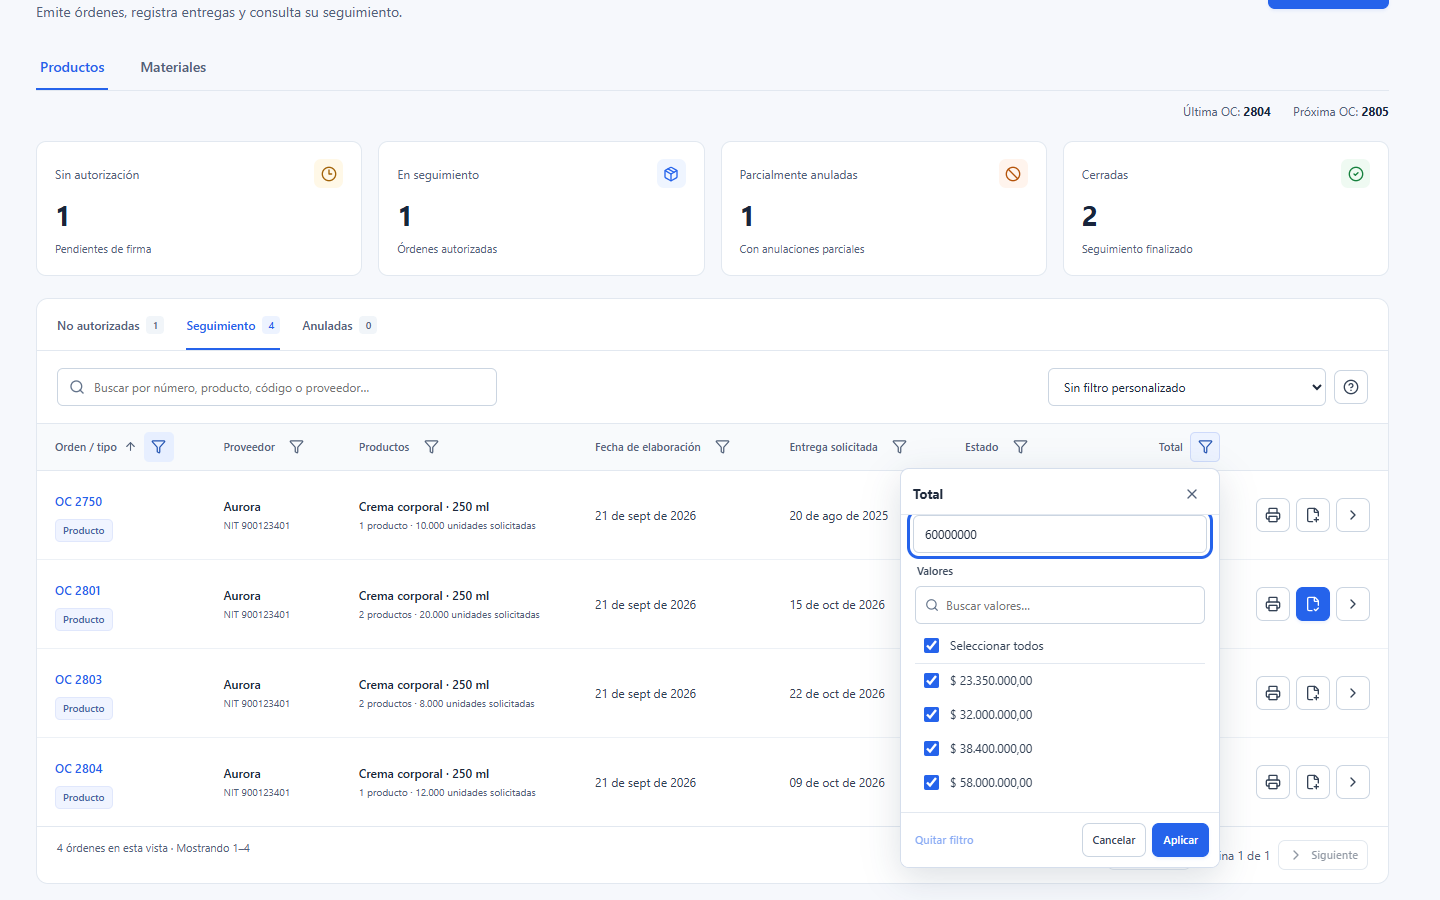 Emite órdenes, registra entregas y consulta su seguimiento.
Productos Materiales
Última OC: 2804 Próxima OC: 2805
Sin autorización
1
Pendientes de firma
En seguimiento
1
Órdenes autorizadas
Parcialmente anuladas
1
Con anulaciones parciales
Cerradas
2
Seguimiento finalizado
No autorizadas 1 Seguimiento 4 Anuladas 0
Buscar por número, producto, código o proveedor...
Sin filtro personalizado
Orden / tipo Proveedor Productos Fecha de elaboración Entrega solicitada Estado Total
OC 2750
Producto
Aurora
NIT 900123401
Crema corporal · 250 ml
1 producto · 10.000 unidades solicitadas
21 de sept de 2026
20 de ago de 2025
OC 2801
Producto
Aurora
NIT 900123401
Crema corporal · 250 ml
2 productos · 20.000 unidades solicitadas
21 de sept de 2026
15 de oct de 2026
OC 2803
Producto
Aurora
NIT 900123401
Crema corporal · 250 ml
2 productos · 8.000 unidades solicitadas
21 de sept de 2026
22 de oct de 2026
OC 2804
Producto
Aurora
NIT 900123401
Crema corporal · 250 ml
1 producto · 12.000 unidades solicitadas
21 de sept de 2026
09 de oct de 2026
Total
60000000
Valores
Buscar valores...
Seleccionar todos
$ 23.350.000,00
$ 32.000.000,00
$ 38.400.000,00
$ 58.000.000,00
Quitar filtro Cancelar Aplicar
4 órdenes en esta vista · Mostrando 1–4
1 de 1 Siguiente